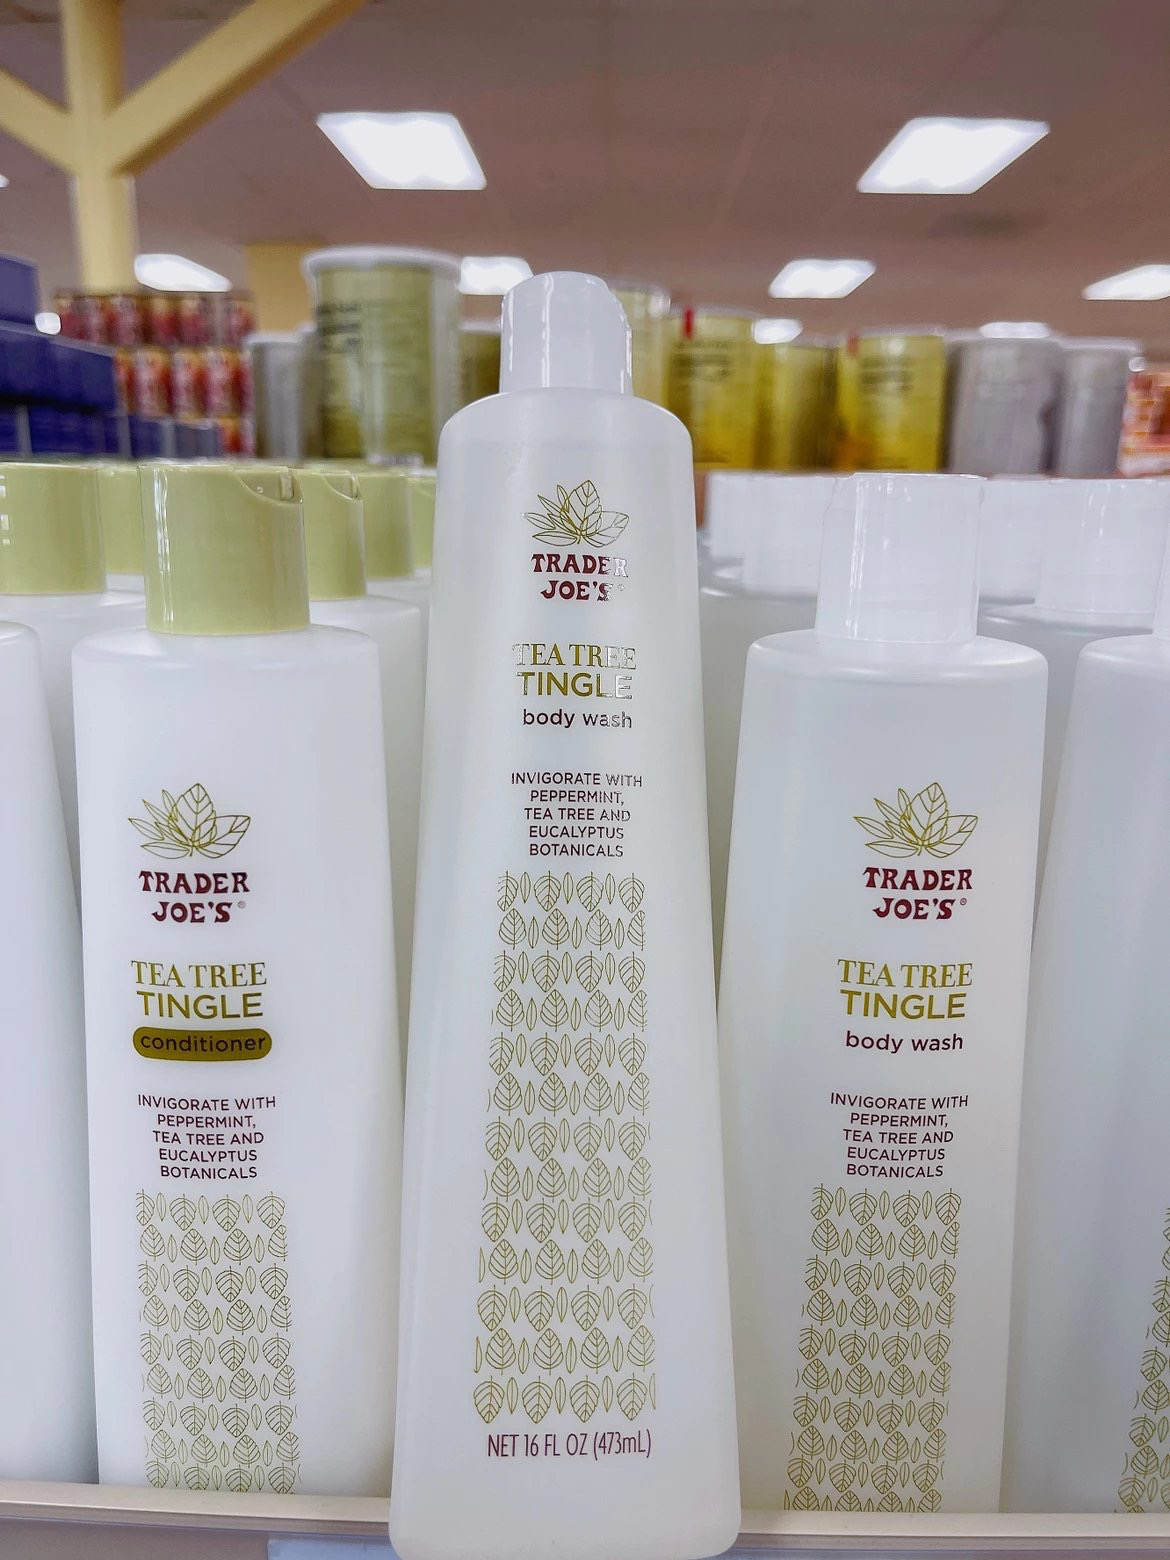 TRADER
JOE'S®
TEA TREE
TINGLE
conditioner
INVIGORATE WITH
PEPPERMINT,
TEA TREE AND
EUCALYPTUS
BOTANICALS
TRADER
JOE'S®
TEA TREE
TINGLE
body wash
INVIGORATE WITH
PEPPERMINT,
TEA TREE AND
EUCALYPTUS
BOTANICALS
NET 16 FL OZ (473mL)
TRADER
JOE'S®
TEA TREE
TINGLE
body wash
INVIGORATE WITH
PEPPERMINT,
TEA TREE AND
EUCALYPTUS
BOTANICALS